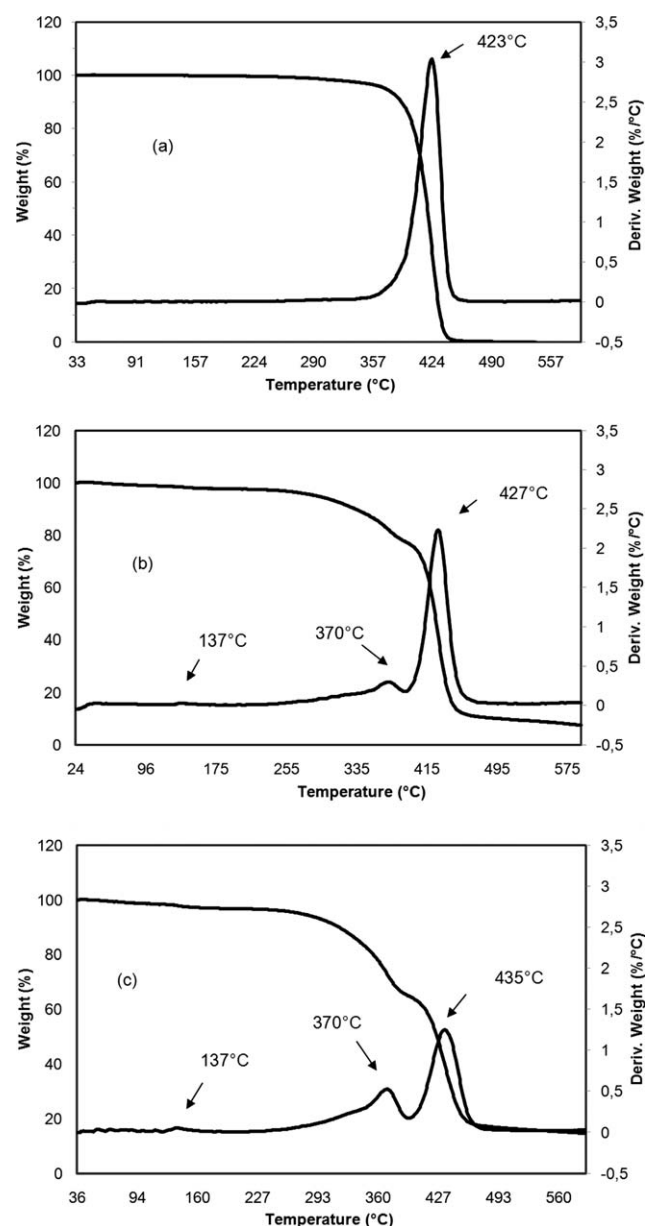 120
100
80
60
40
20
0
Weight (%)
(a)
423°C
3,5
3
2,5
2
1,5
1
0,5
0
-0,5
Deriv. Weight (%/°C)
33 91 157 224 290 357 424 490 557
Temperature (°C)
120
100
80
60
40
20
0
Weight (%)
(b)
137°C
370°C
427°C
3,5
3
2,5
2
1,5
1
0,5
0
-0,5
Deriv. Weight (%/°C)
24 96 175 255 335 415 495 575
Temperature (°C)
120
100
80
60
40
20
0
Weight (%)
(c)
137°C
370°C
435°C
3,5
3
2,5
2
1,5
1
0,5
0
-0,5
Deriv. Weight (%/°C)
36 94 160 227 293 360 427 493 560
Temperature (°C)